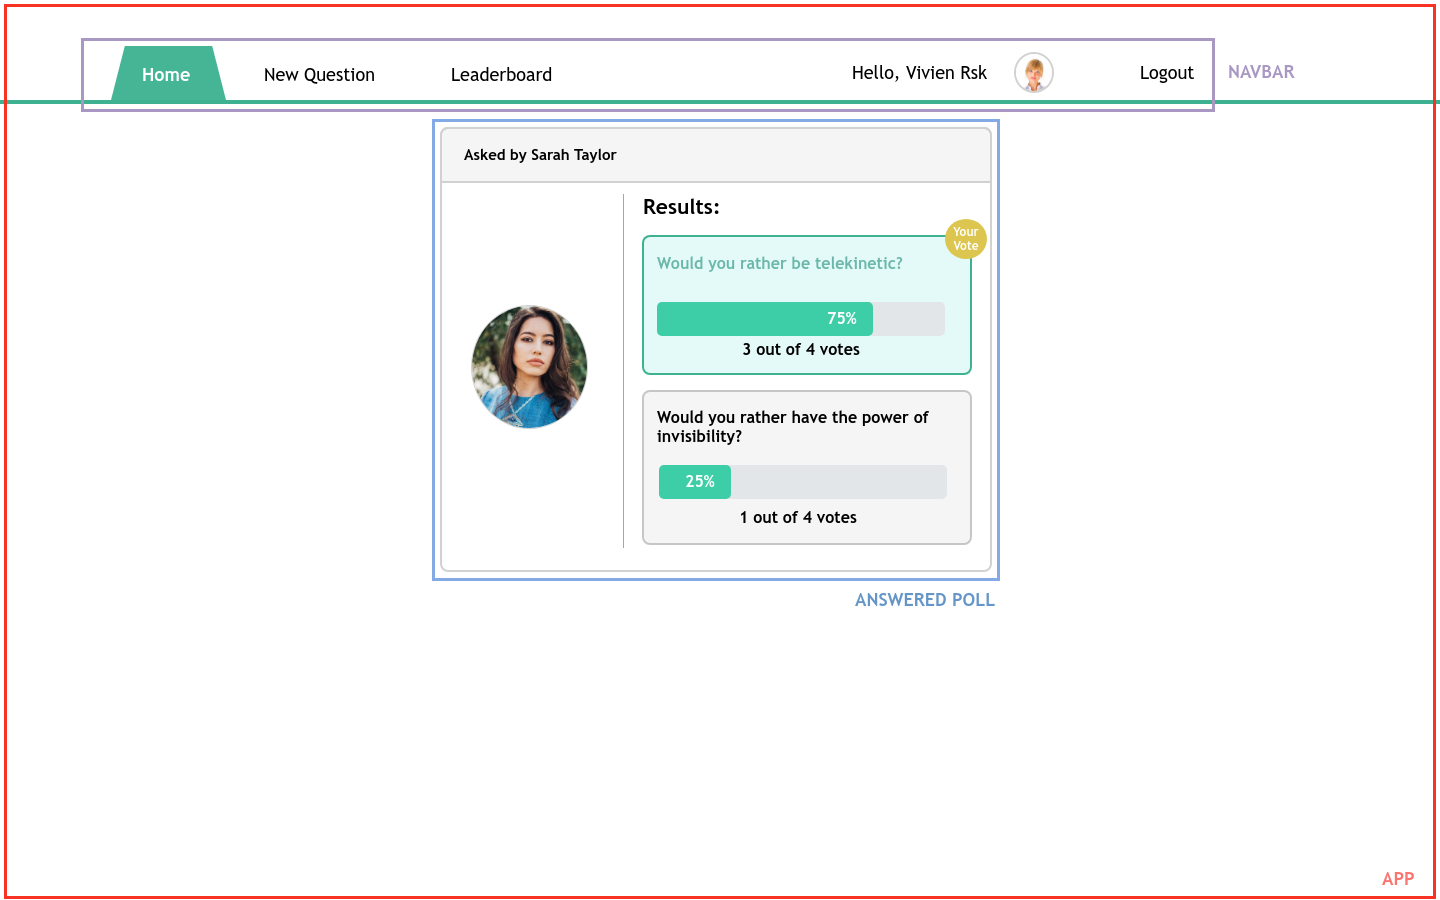 Home
New Question
Leaderboard
Hello, Vivien Rsk
Logout
NAVBAR
Asked by Sarah Taylor
Results:
Your
Vote
Would you rather be telekinetic?
75%
3 out of 4 votes
Would you rather have the power of
invisibility?
25%
1 out of 4 votes
ANSWERED POLL
APP